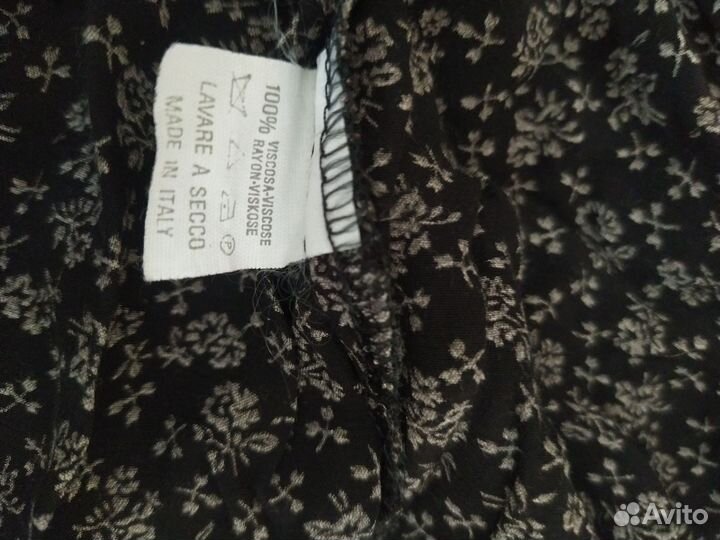 100% VISCOSA-VISCOSE
RAYON-VISKOSE
P
LAVARE A SECCO
MADE IN ITALY
Avito